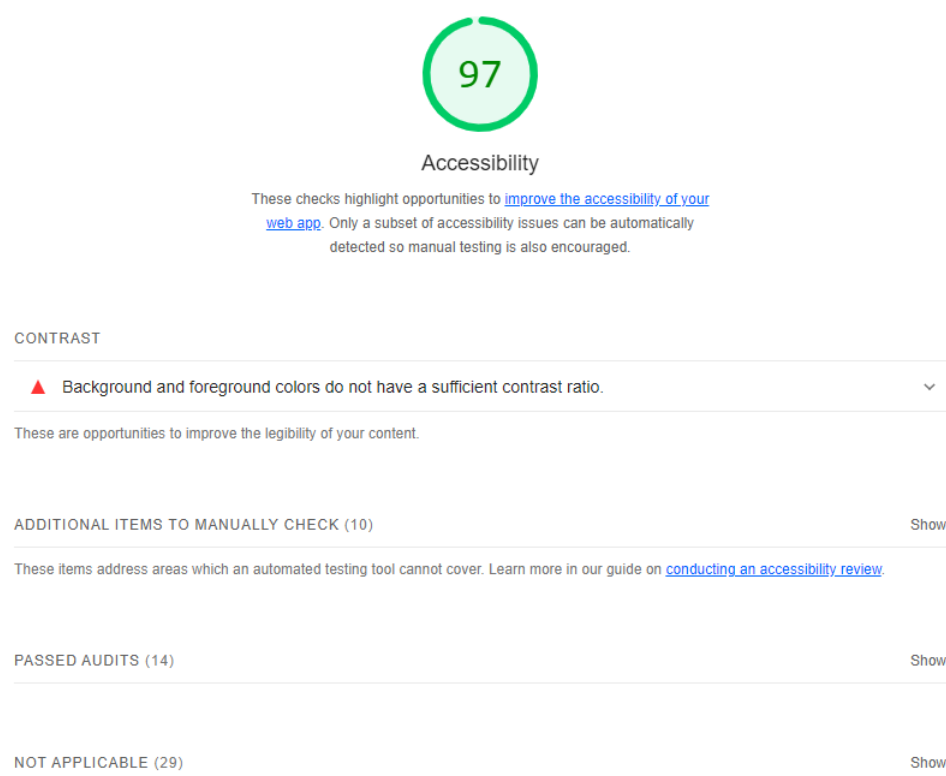 97
Accessibility
These checks highlight opportunities to improve the accessibility of your
web app. Only a subset of accessibility issues can be automatically
detected so manual testing is also encouraged.
CONTRAST
Background and foreground colors do not have a sufficient contrast ratio.
These are opportunities to improve the legibility of your content.
ADDITIONAL ITEMS TO MANUALLY CHECK (10) Show
These items address areas which an automated testing tool cannot cover. Learn more in our guide on conducting an accessibility review.
PASSED AUDITS (14) Show
NOT APPLICABLE (29) Show